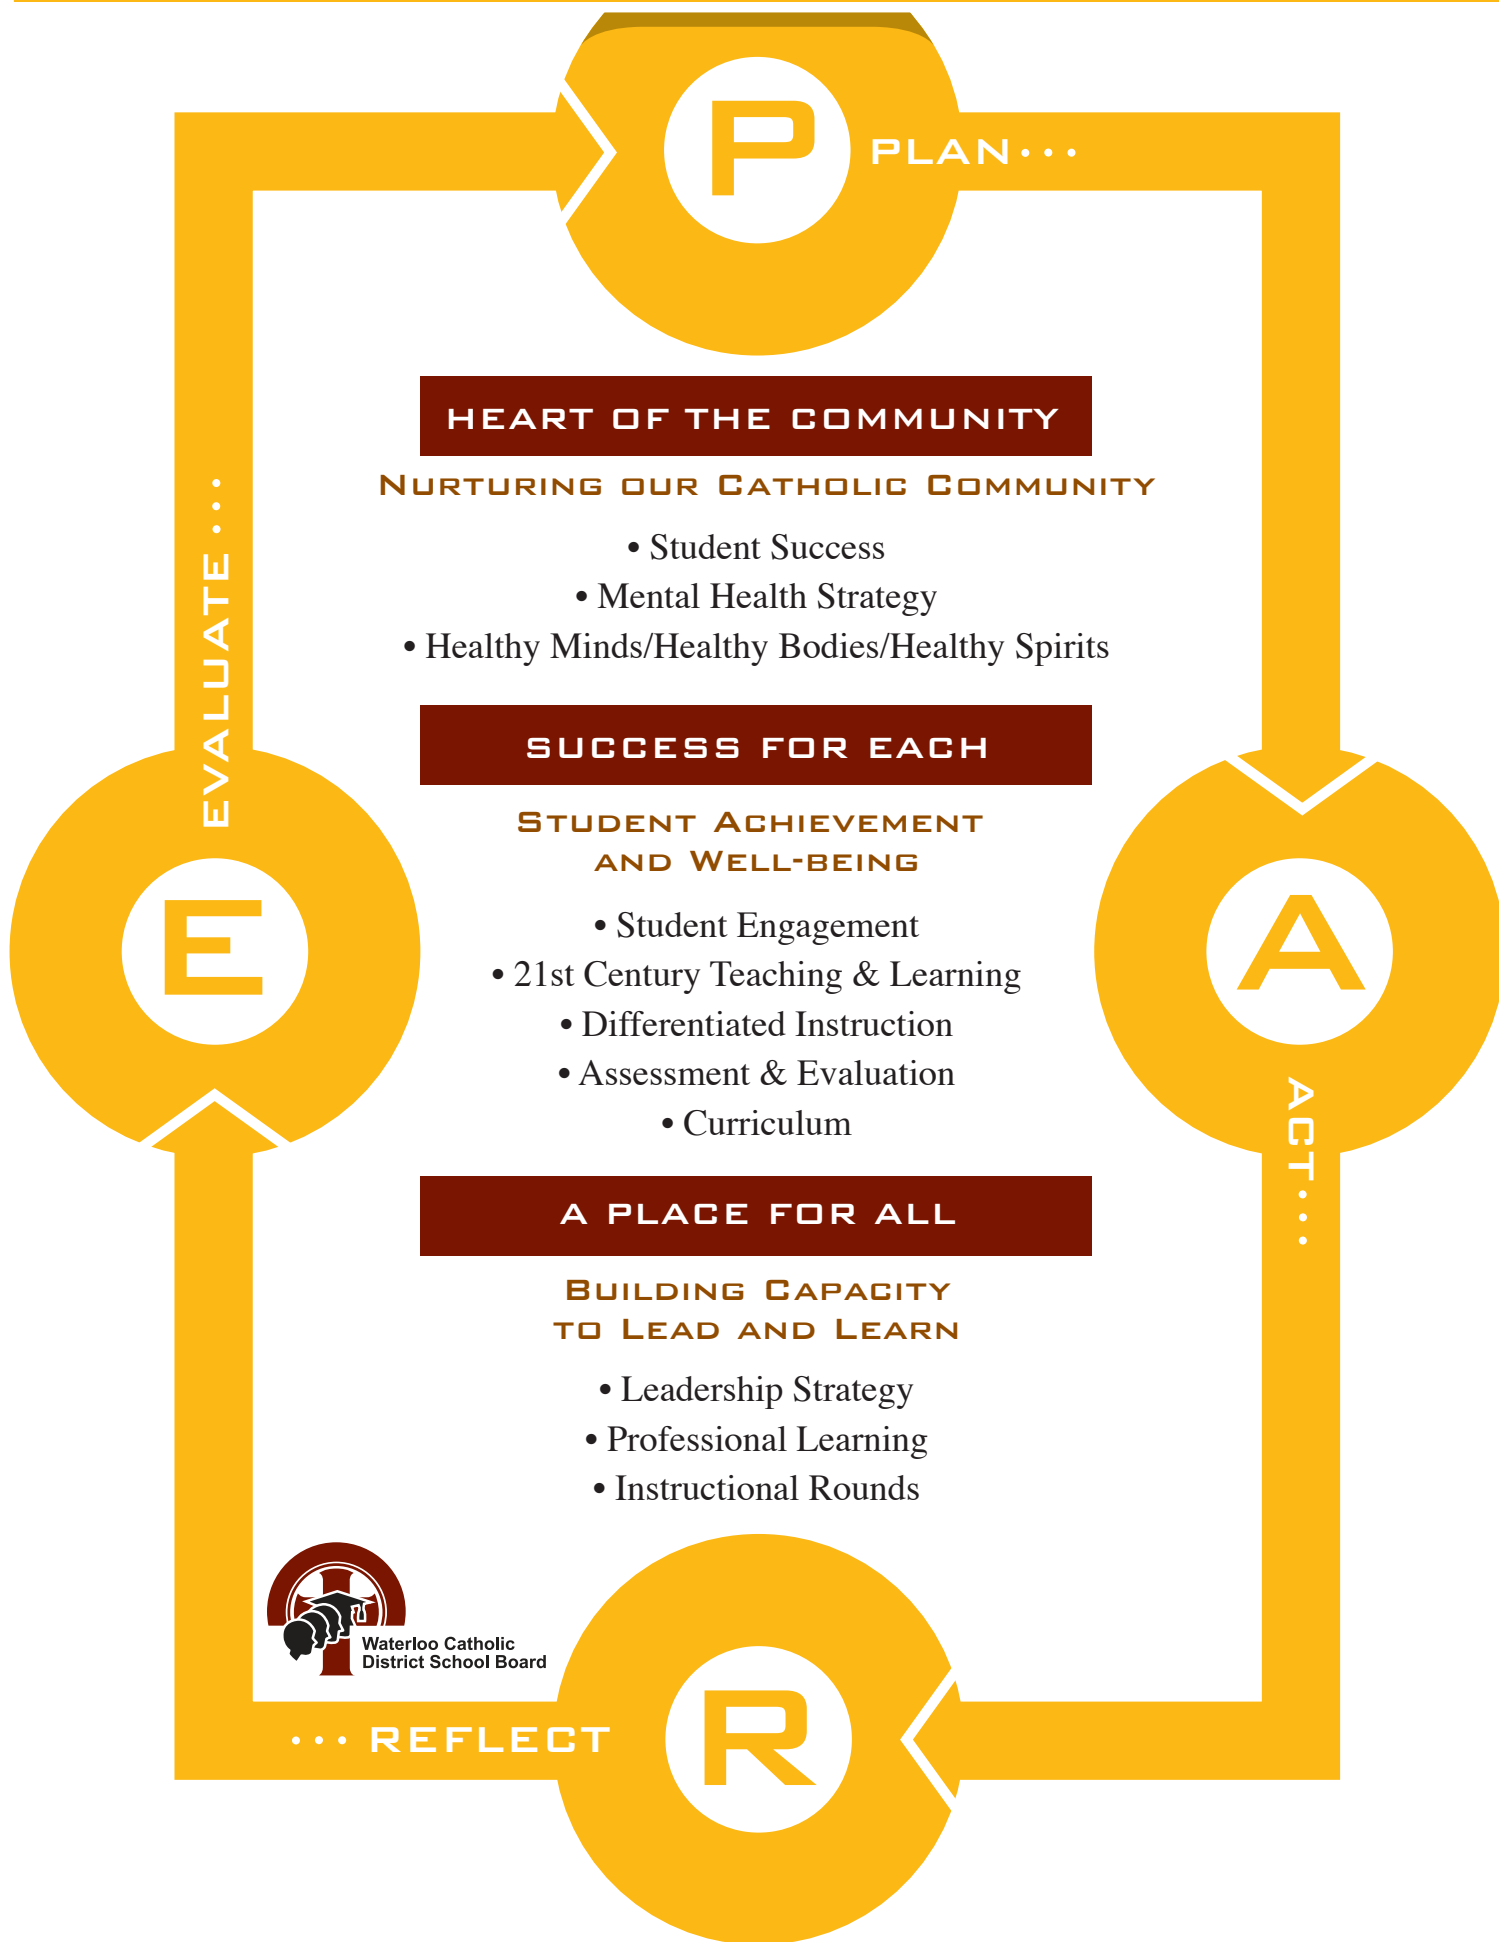 P
PLAN...
HEART OF THE COMMUNITY
NURTURING OUR CATHOLIC COMMUNITY
• Student Success
• Mental Health Strategy
• Healthy Minds/Healthy Bodies/Healthy Spirits
EVALUATE...
E
SUCCESS FOR EACH
STUDENT ACHIEVEMENT
AND WELL-BEING
• Student Engagement
• 21st Century Teaching & Learning
• Differentiated Instruction
• Assessment & Evaluation
• Curriculum
A
ACT...
A PLACE FOR ALL
BUILDING CAPACITY
TO LEAD AND LEARN
• Leadership Strategy
• Professional Learning
• Instructional Rounds
Waterloo Catholic
District School Board
...REFLECT
R